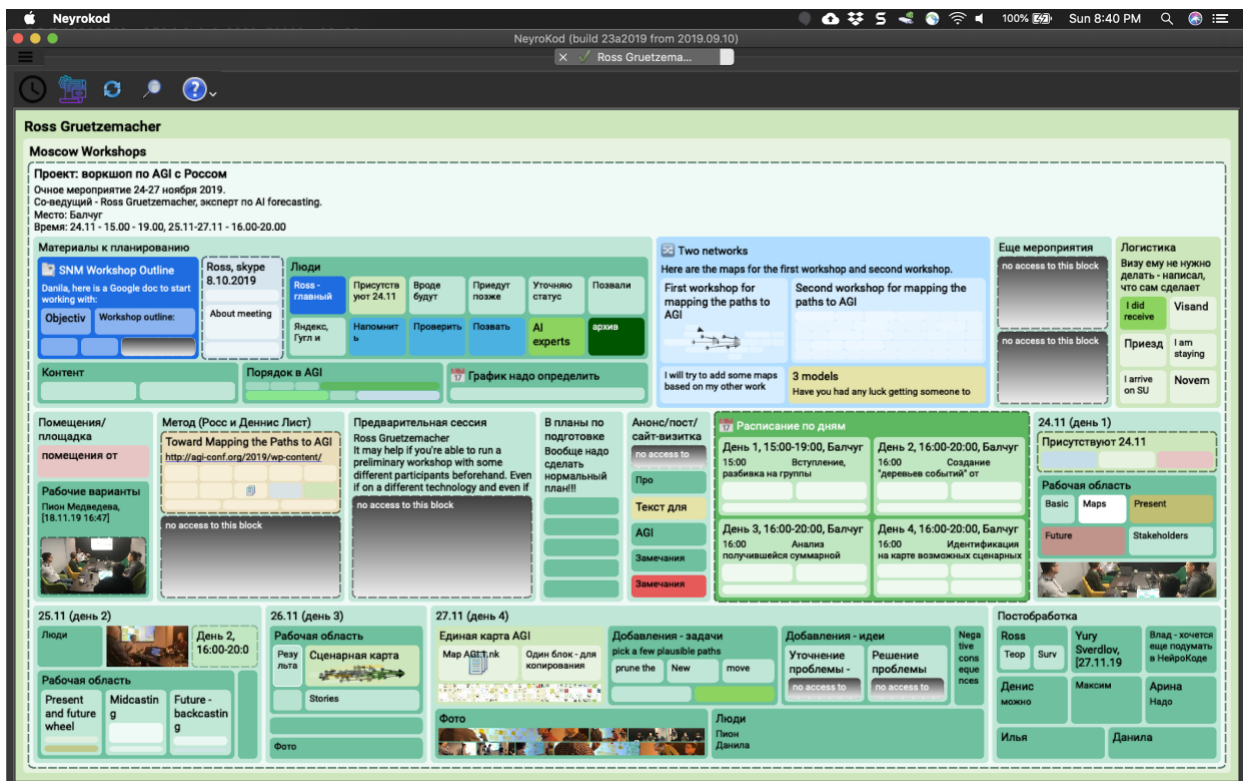 Neyrokod
100%
Sun 8:40 PM
NeyroKod (build 23a2019 from 2019.09.10)
Ross Gruetzema...
Ross Gruetzemacher
Moscow Workshops
Проект: воркшоп по AGI с Россом
Очное мероприятие 24-27 ноября 2019.
Со-ведущий - Ross Gruetzemacher, эксперт по AI forecasting.
Место: Балчуг
Время: 24.11 - 15.00 - 19.00, 25.11-27.11 - 16.00-20.00
Материалы к планированию
SNM Workshop Outline
Danila, here is a Google doc to start
working with:
Objectiv
Workshop outline:
Ross, skype
8.10.2019
About meeting
Люди
Ross -
главный
Присутств
уют 24.11
Вроде
будут
Приедут
позже
Уточняю
статус
Позвали
Яндекс,
Гугл и
Напомнит
ь
Проверить
Позвать
AI
experts
архив
Контент
Порядок в AGI
График надо определить
Two networks
Here are the maps for the first workshop and second workshop.
First workshop for
mapping the paths to
AGI
Second workshop for mapping the
paths to AGI
I will try to add some maps
based on my other work
3 models
Have you had any luck getting someone to
Еще мероприятия
no access to this block
no access to this block
Логистика
Визу ему не нужно
делать - написал,
что сам сделает
I did
receive
Visand
Приезд
I am
staying
I arrive
on SU
Novem
Помещения/
площадка
помещения от
Рабочие варианты
Пион Медведева,
[18.11.19 16:47]
Метод (Росс и Деннис Лист)
Toward Mapping the Paths to AGI
http://agi-conf.org/2019/wp-content/
no access to this block
Предварительная сессия
Ross Gruetzemacher
It may help if you're able to run a
preliminary workshop with some
different participants beforehand. Even
if on a different technology and even if
no access to this block
В планы по
подготовке
Вообще надо
сделать
нормальный
план!!!
Анонс/пост/
сайт-визитка
no access to
Про
Текст для
AGI
Замечания
Замечания
Расписание по дням
День 1, 15:00-19:00, Балчуг
15:00 Вступление,
разбивка на группы
День 2, 16:00-20:00, Балчуг
16:00 Создание
"деревьев событий" от
День 3, 16:00-20:00, Балчуг
16:00 Анализ
получившейся суммарной
День 4, 16:00-20:00, Балчуг
16:00 Идентификация
на карте возможных сценарных
24.11 (день 1)
Присутствуют 24.11
Рабочая область
Basic
Maps
Present
Future
Stakeholders
25.11 (день 2)
Люди
День 2,
16:00-20:0
Рабочая область
Present
and future
wheel
Midcastin
g
Future -
backcastin
g
26.11 (день 3)
Рабочая область
Резу
льта
Сценарная карта
Stories
Фото
27.11 (день 4)
Единая карта AGI
Map AGI1.nk
Один блок - для
копирования
Добавления - задачи
pick a few plausible paths
prune the
New
move
Добавления - идеи
Уточнение
проблемы -
no access to
Решение
проблемы
no access to
Nega
tive
cons
eque
nces
Фото
Люди
Пион
Данила
Постобработка
Ross
Теор
Surv
Yury
Sverdlov,
[27.11.19
Влад - хочется
еще подумать
в НейроКоде
Денис
можно
Максим
Арина
Надо
Илья
Данила